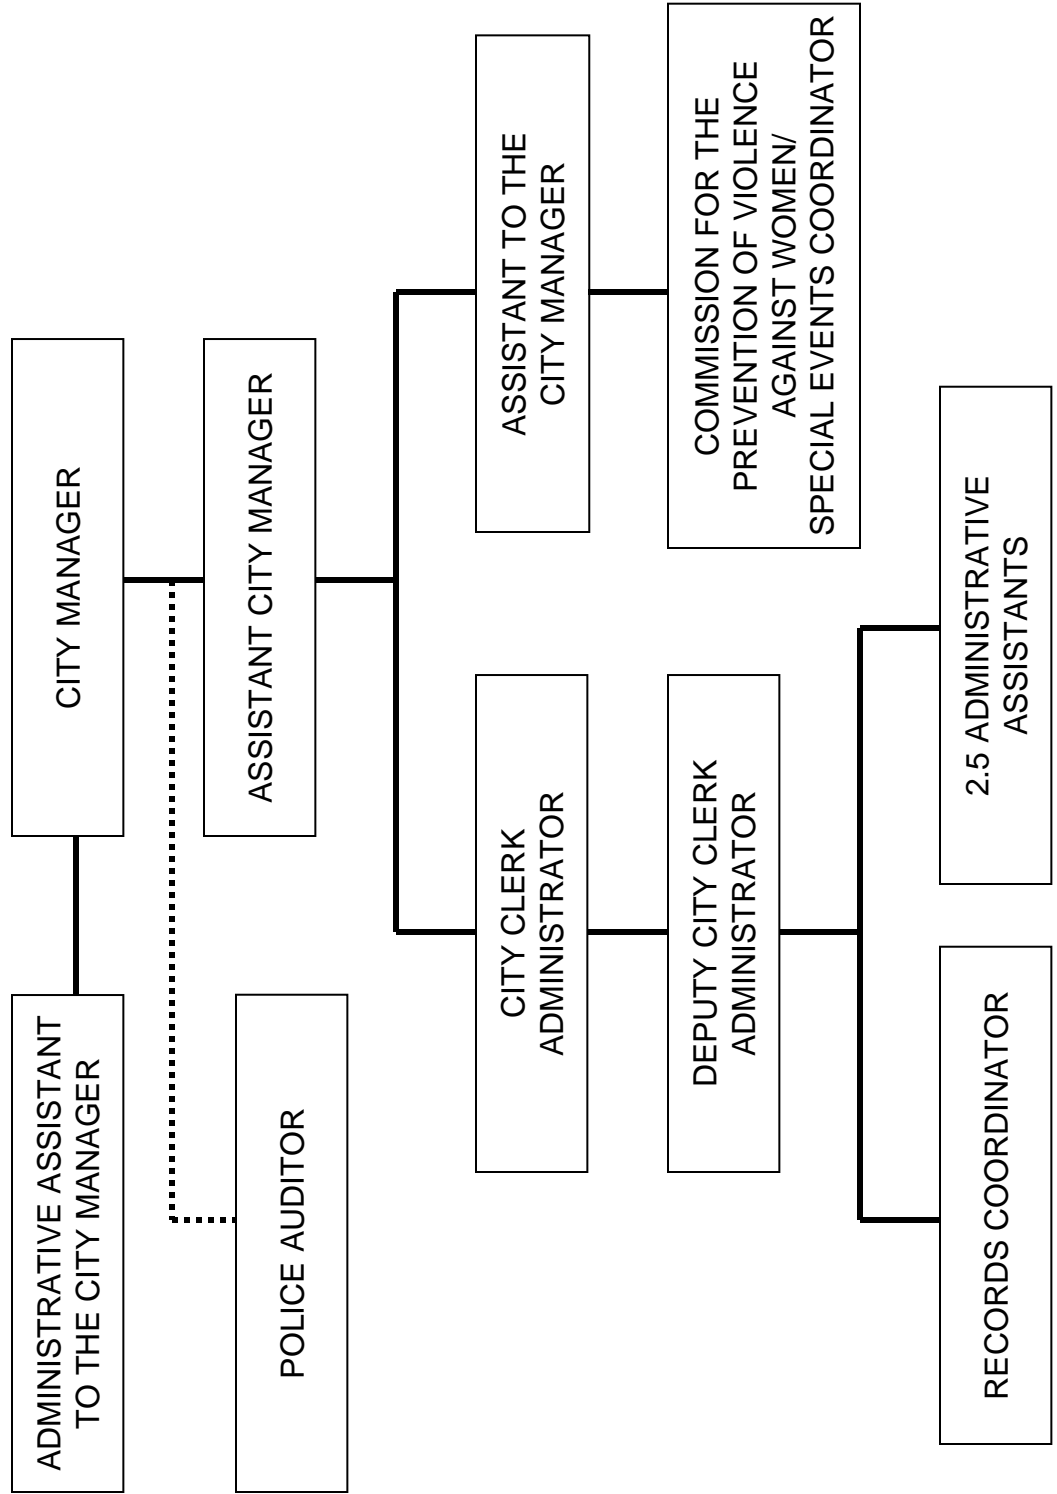 ADMINISTRATIVE ASSISTANT
TO THE CITY MANAGER
CITY MANAGER
POLICE AUDITOR
ASSISTANT CITY MANAGER
CITY CLERK
ADMINISTRATOR
ASSISTANT TO THE
CITY MANAGER
DEPUTY CITY CLERK
ADMINISTRATOR
COMMISSION FOR THE
PREVENTION OF VIOLENCE
AGAINST WOMEN/
SPECIAL EVENTS COORDINATOR
RECORDS COORDINATOR
2.5 ADMINISTRATIVE
ASSISTANTS